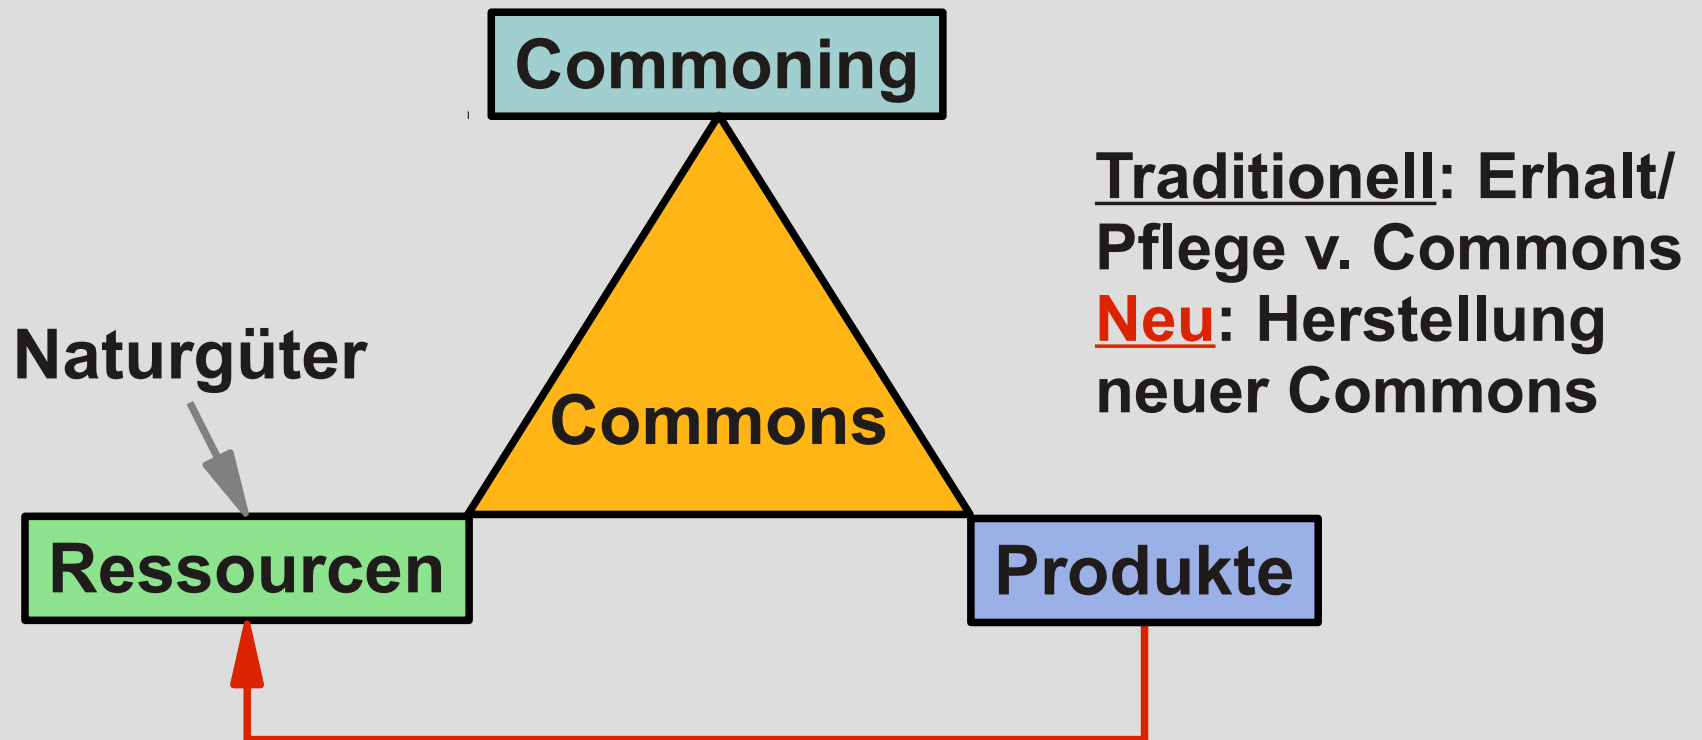 Commoning
Traditionell: Erhalt/
Pflege v. Commons
Neu: Herstellung
neuer Commons
Naturgüter
Commons
Ressourcen
Produkte